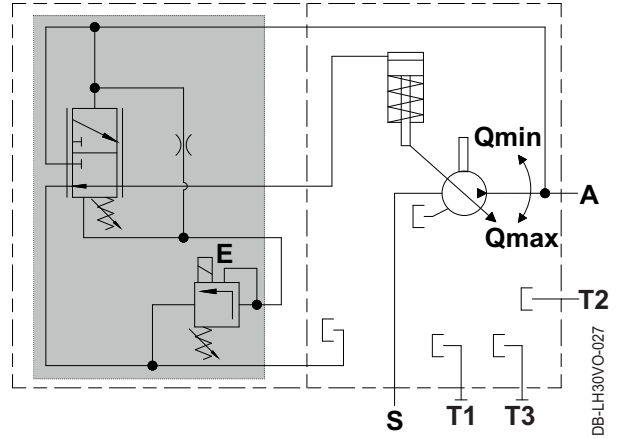 Qmin
A
Qmax
E
T2
S
T1
T3
DB-LH30VO-027